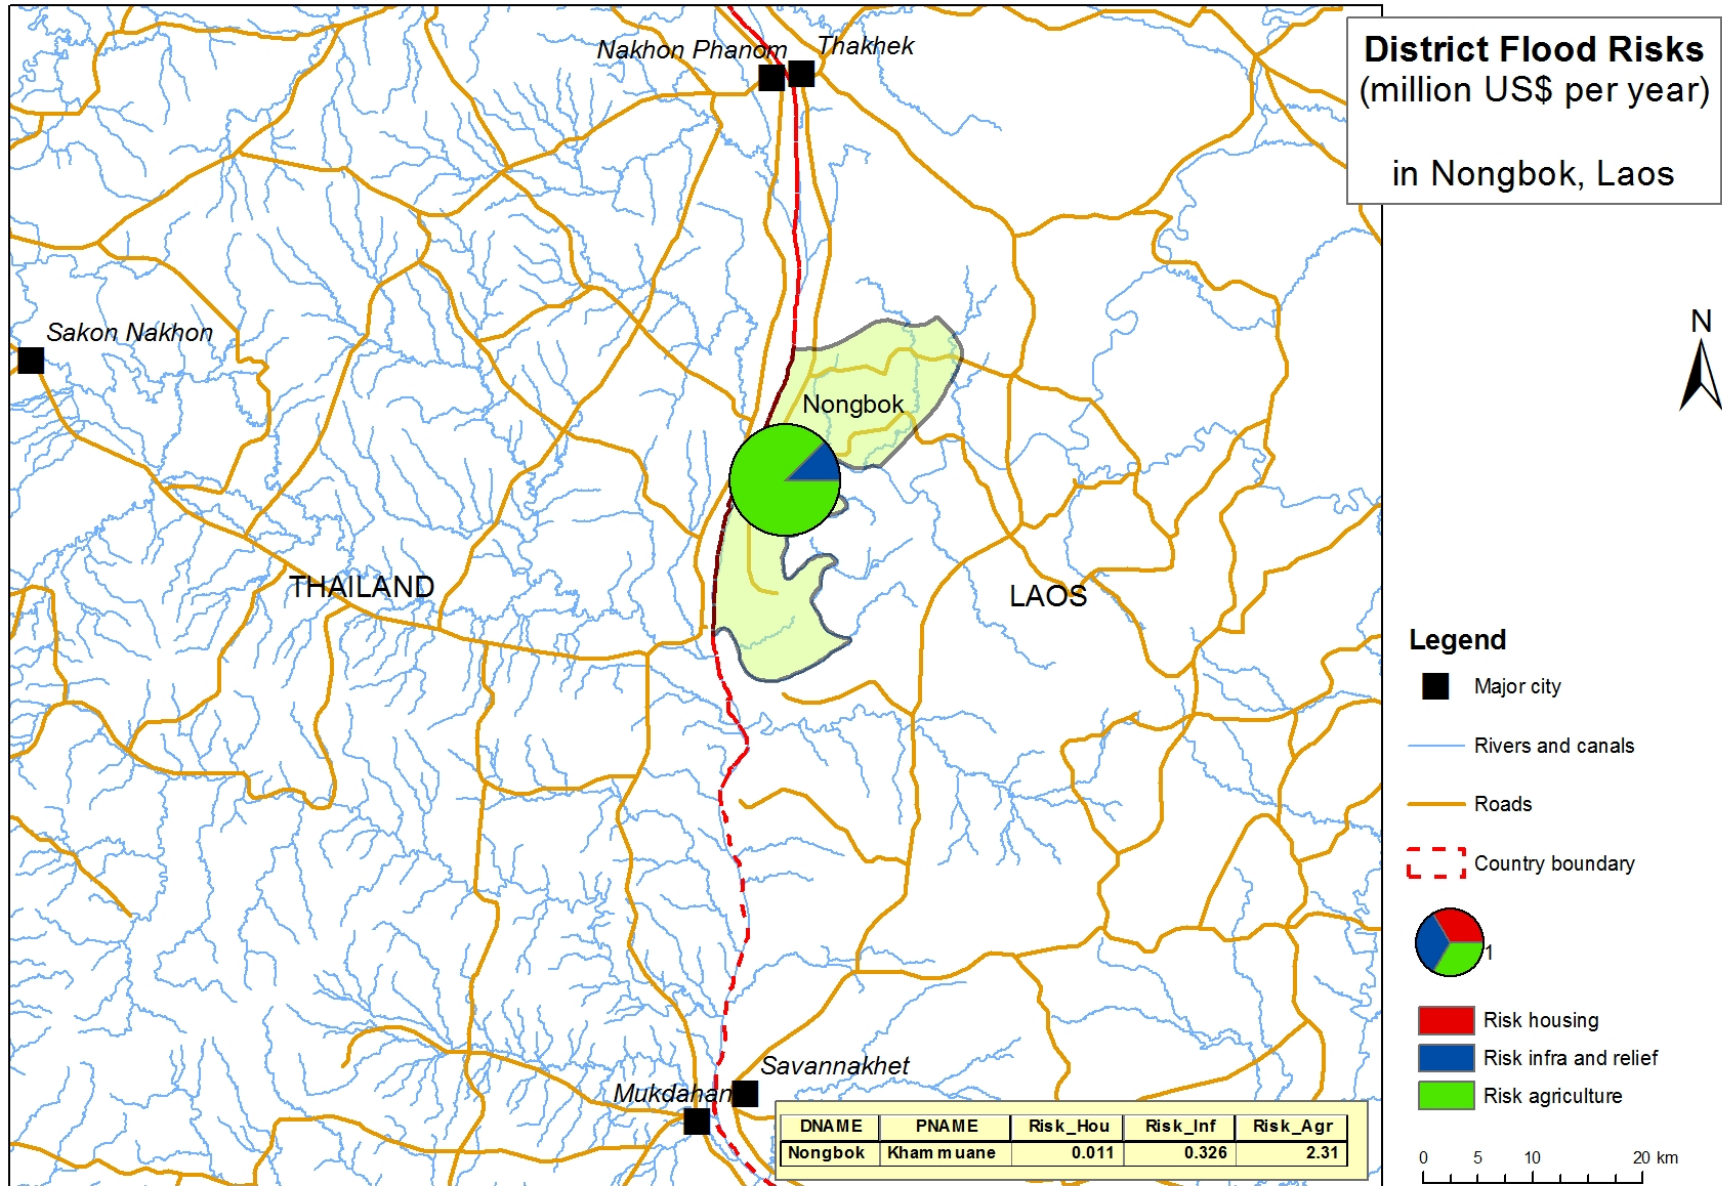 District Flood Risks
(million US$ per year)
in Nongbok, Laos
Nakhon Phanom
Thakhek
N
Sakon Nakhon
Nongbok
THAILAND
LAOS
Legend
Major city
Rivers and canals
Roads
Country boundary
1
Risk housing
Risk infra and relief
Risk agriculture
Savannakhet
Mukdahan
DNAME PNAME Risk_Hou Risk_Inf Risk_Agr
Nongbok Khammuane 0.011 0.326 2.31
0 5 10 20 km